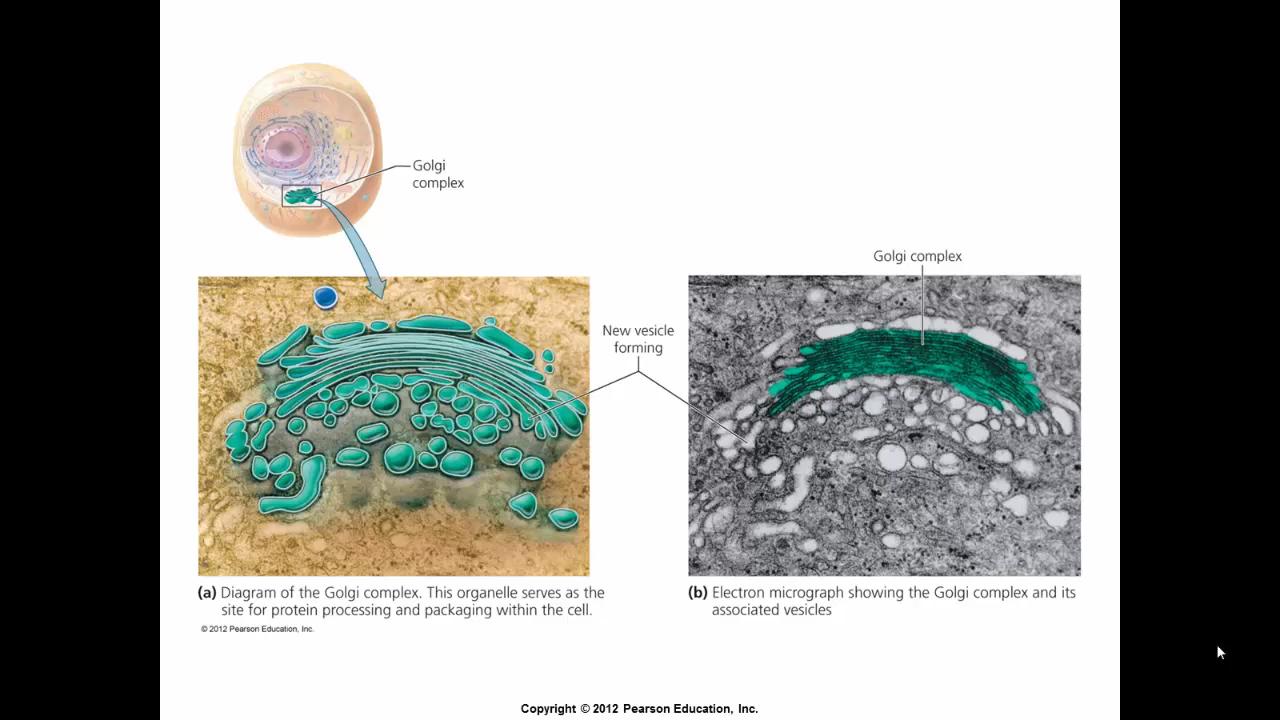 Golgi
complex
Golgi complex
New vesicle
forming
(a) Diagram of the Golgi complex. This organelle serves as the
site for protein processing and packaging within the cell.
(b) Electron micrograph showing the Golgi complex and its
associated vesicles
© 2012 Pearson Education, Inc.
Copyright © 2012 Pearson Education, Inc.